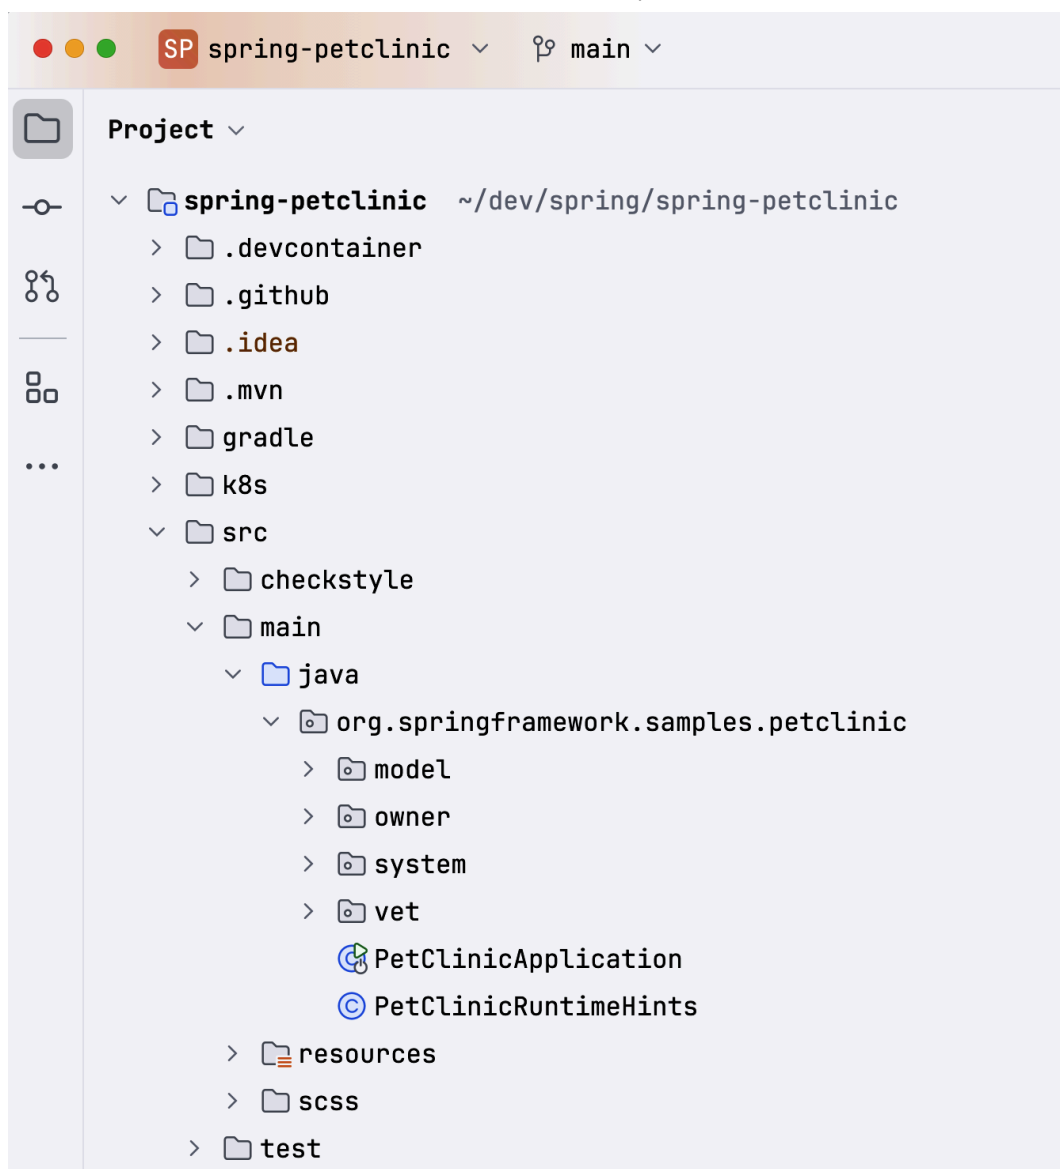 SP spring-petclinic main
Project
spring-petclinic ~/dev/spring/spring-petclinic
.devcontainer
.github
.idea
.mvn
gradle
k8s
src
checkstyle
main
java
org.springframework.samples.petclinic
model
owner
system
vet
PetClinicApplication
PetClinicRuntimeHints
resources
scss
test